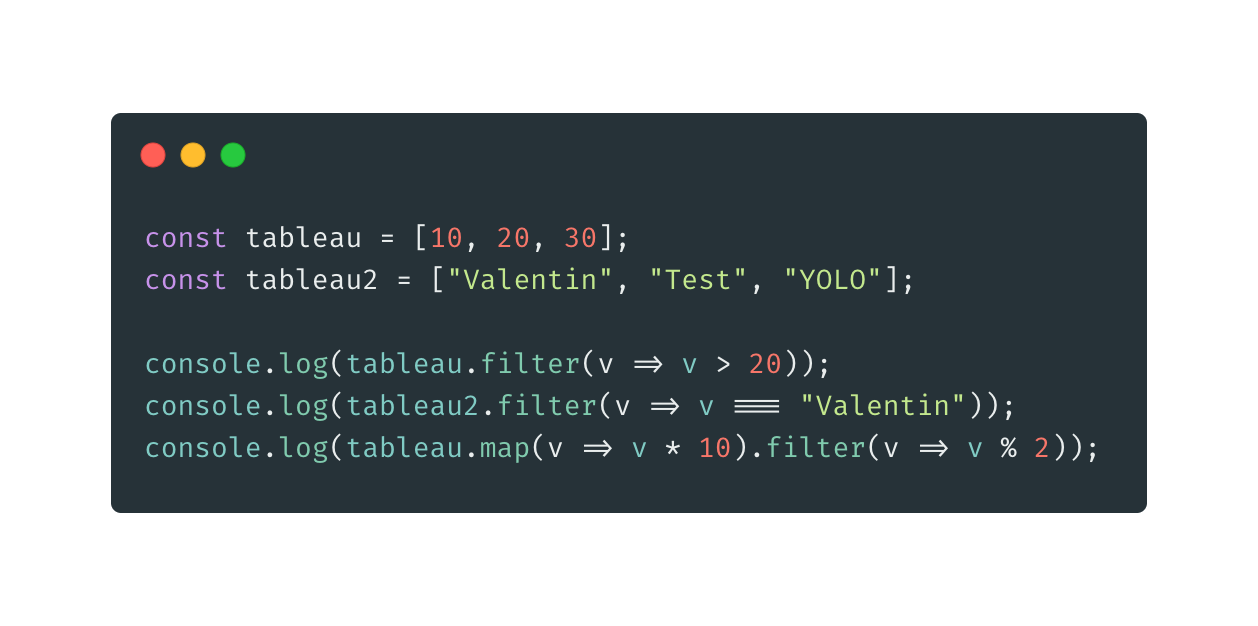 const tableau = [10, 20, 30];
const tableau2 = ["Valentin", "Test", "YOLO"];
console.log(tableau.filter(v => v > 20));
console.log(tableau2.filter(v => v === "Valentin"));
console.log(tableau.map(v => v * 10).filter(v => v % 2));